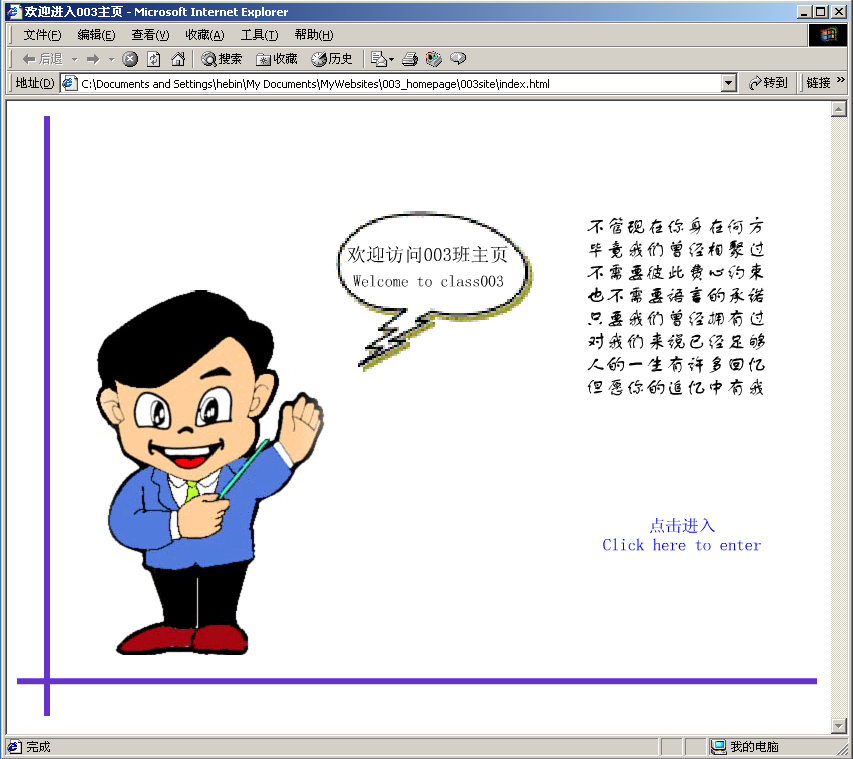 欢迎进入003主页 - Microsoft Internet Explorer
文件(F) 编辑(E) 查看(V) 收藏(A) 工具(T) 帮助(H)
后退 搜索 收藏 历史
地址(D) C:\Documents and Settings\hebin\My Documents\MyWebsites\003_homepage\003site\index.html 转到 链接 »
欢迎访问003班主页
Welcome to class003
不管现在你身在何方
毕竟我们曾经相聚过
不需要彼此费心约束
也不需要语言的承诺
只要我们曾经拥有过
对我们来说已经足够
人的一生有许多回忆
但愿你的追忆中有我
点击进入
Click here to enter
完成 我的电脑